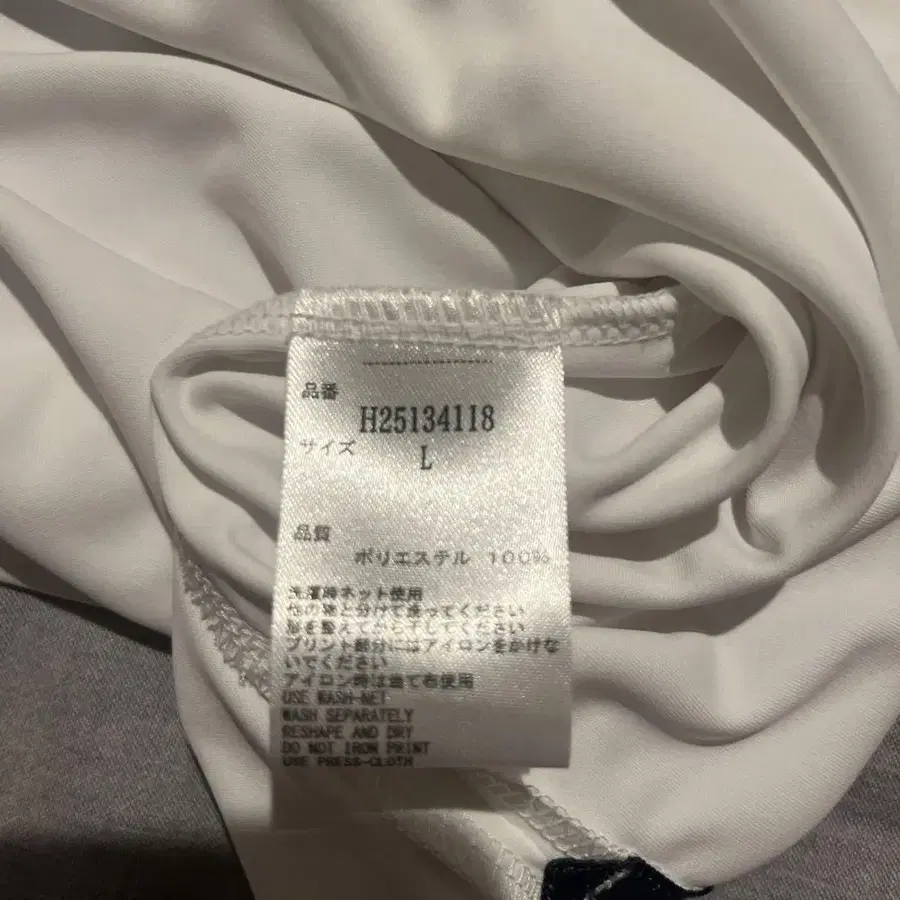 品番
H25134118
サイズ
L
品質
ポリエステル 100%
洗濯時ネット使用
他の物と分けて洗ってください
形を整えてから干してください
プリント部分にはアイロンをかけな
いでください
アイロン時は当て布使用
USE WASH-NET
WASH SEPARATELY
RESHAPE AND DRY
DO NOT IRON PRINT
USE PRESS-CLOTH